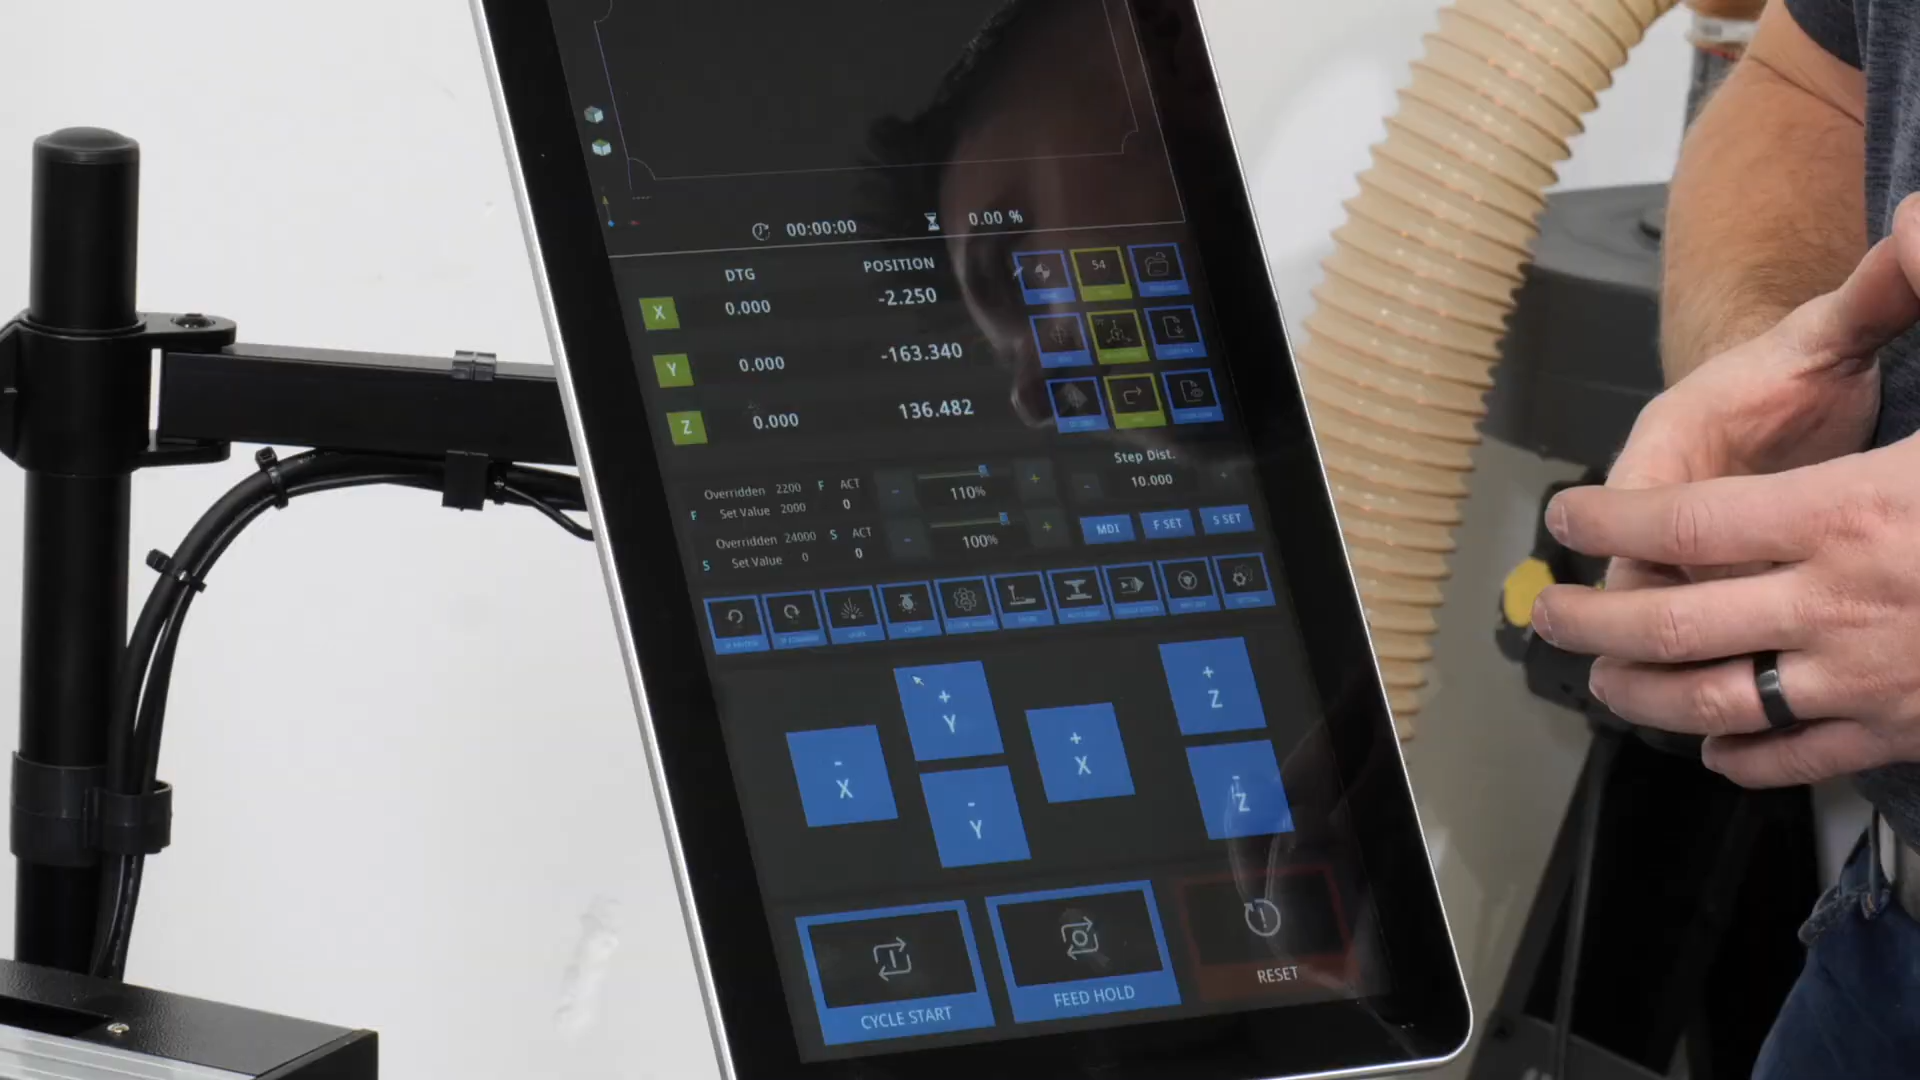 00:00:00 0.00 %
DTG POSITION
X 0.000 -2.250
54
Y 0.000 -163.340
Z 0.000 136.482
Step Dist.
- 10.000 +
Overridden 2200 F ACT
F Set Value 2000 0
- 110% +
Overridden 24000 S ACT
S Set Value 0 0
- 100% +
MDI F SET S SET
+
Y
+
Z
-
X
+
X
-
Y
-
Z
CYCLE START
FEED HOLD
RESET